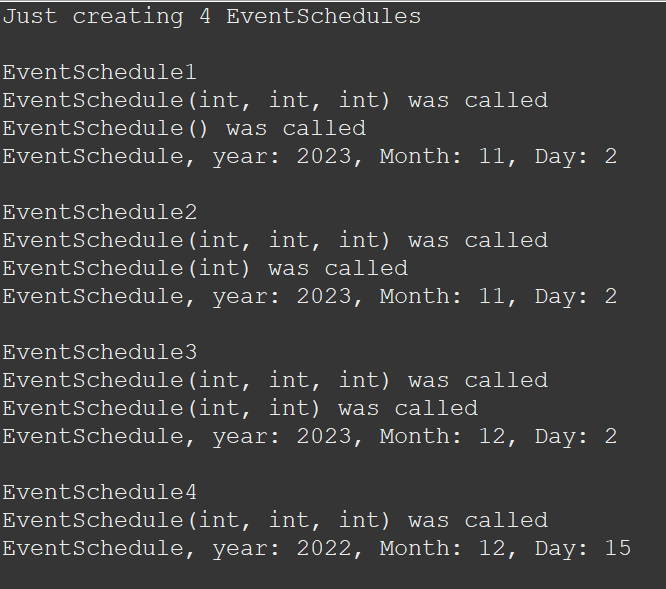 Just creating 4 EventSchedules
EventSchedule1
EventSchedule(int, int, int) was called
EventSchedule() was called
EventSchedule, year: 2023, Month: 11, Day: 2
EventSchedule2
EventSchedule(int, int, int) was called
EventSchedule(int) was called
EventSchedule, year: 2023, Month: 11, Day: 2
EventSchedule3
EventSchedule(int, int, int) was called
EventSchedule(int, int) was called
EventSchedule, year: 2023, Month: 12, Day: 2
EventSchedule4
EventSchedule(int, int, int) was called
EventSchedule, year: 2022, Month: 12, Day: 15